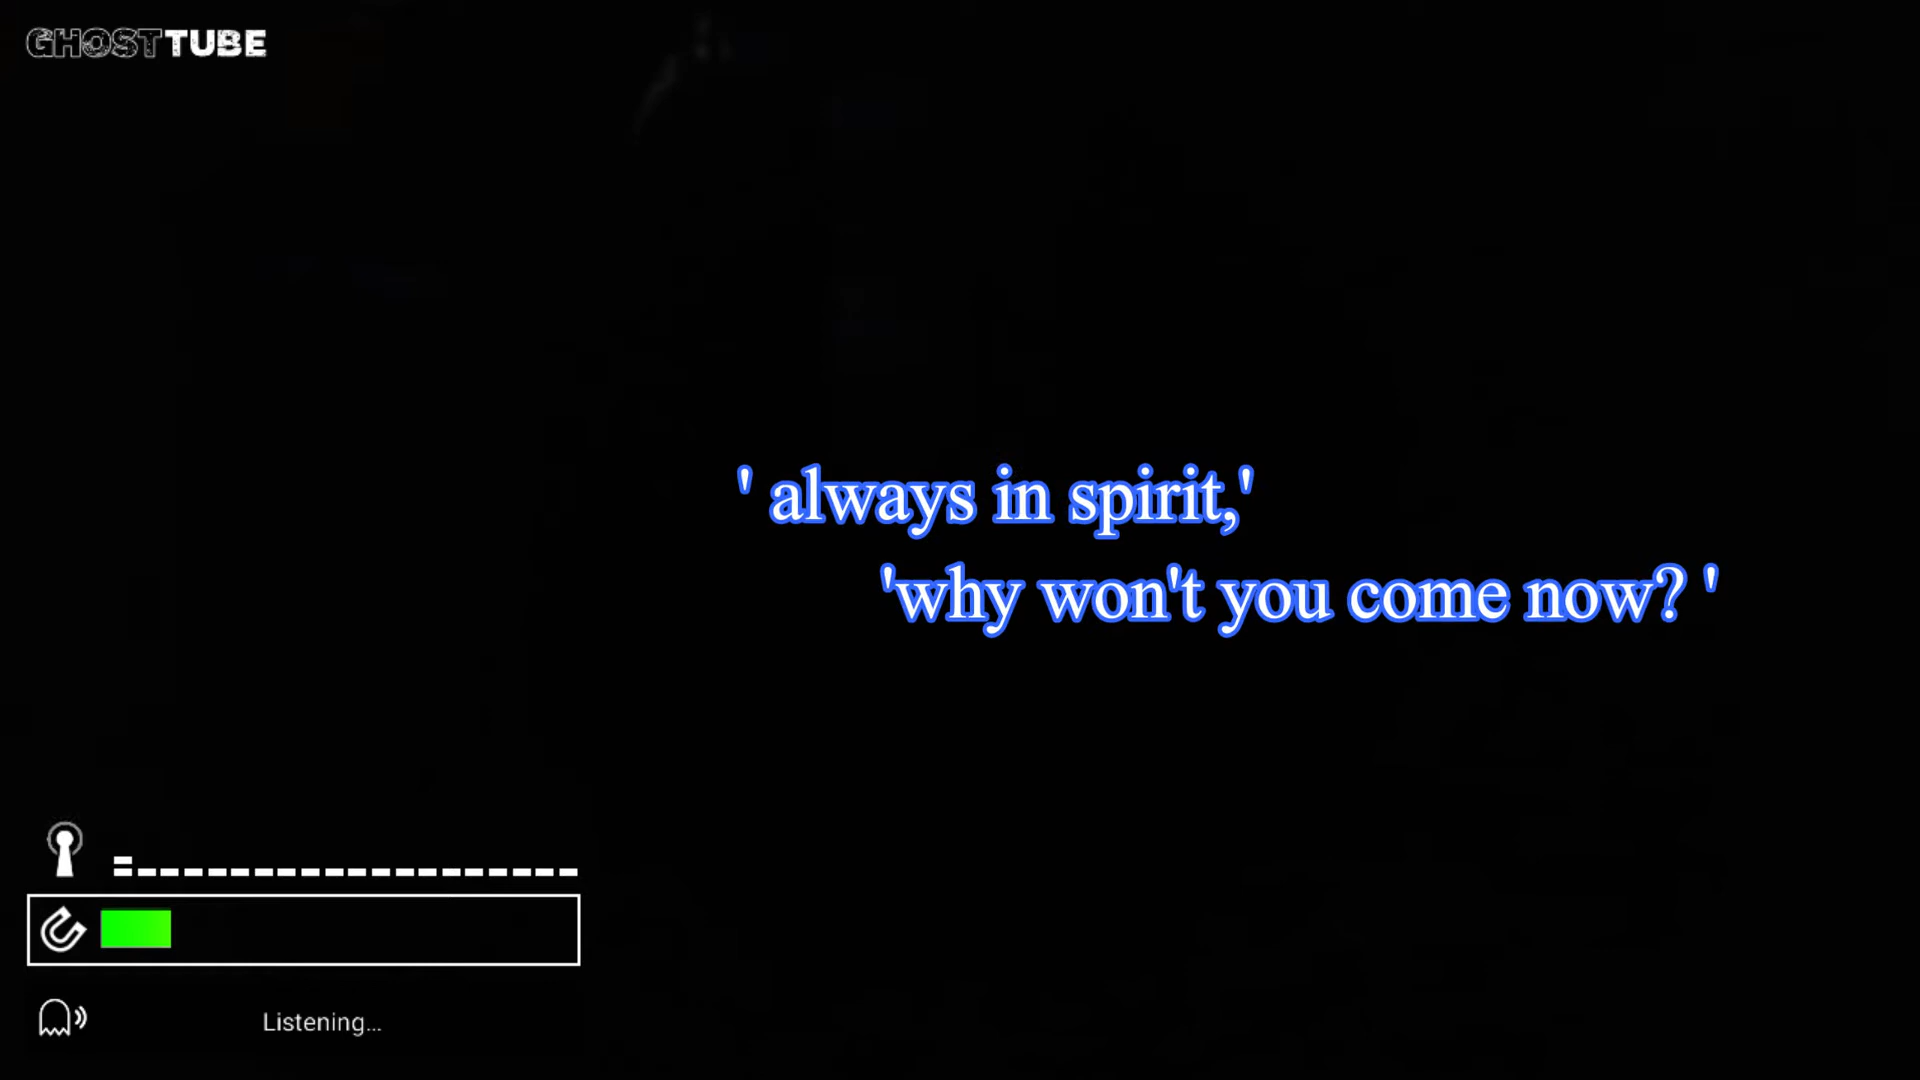 GHOSTTUBE
' always in spirit,'
'why won't you come now? '
Listening...